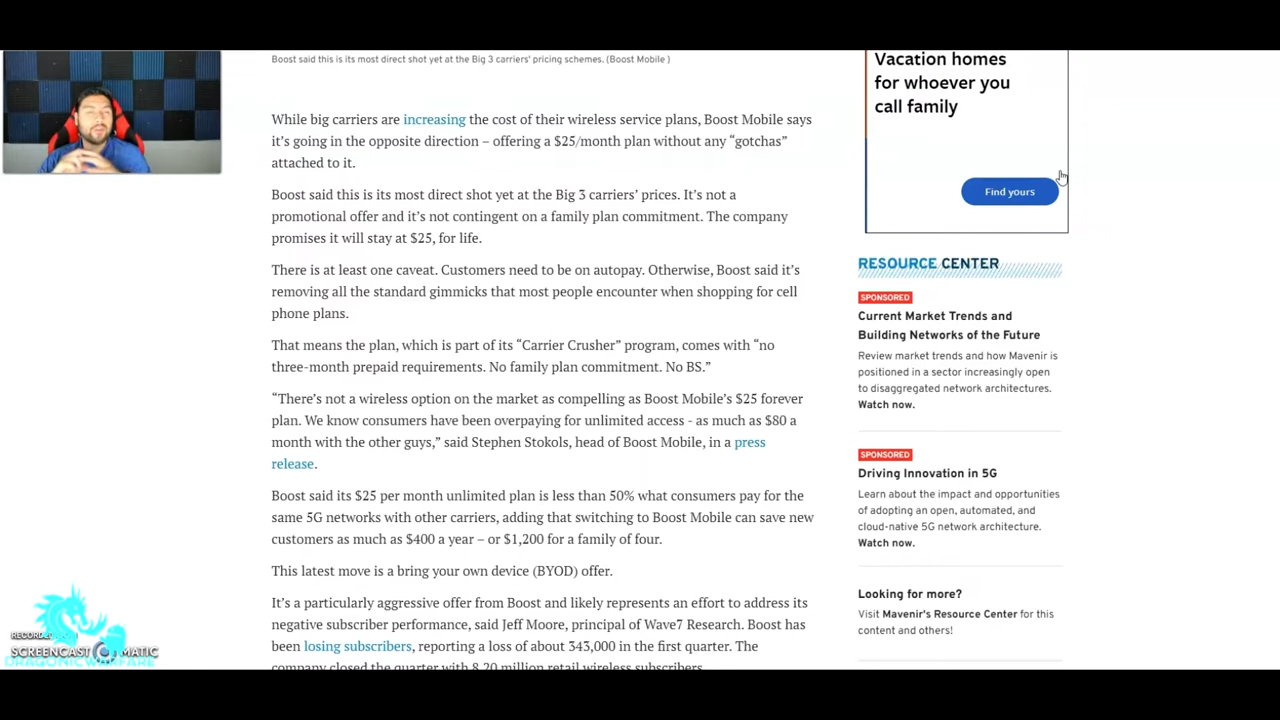 Boost said this is its most direct shot yet at the Big 3 carriers' pricing schemes. (Boost Mobile )
While big carriers are increasing the cost of their wireless service plans, Boost Mobile says
it's going in the opposite direction – offering a $25/month plan without any “gotchas”
attached to it.
Boost said this is its most direct shot yet at the Big 3 carriers’ prices. It’s not a
promotional offer and it’s not contingent on a family plan commitment. The company
promises it will stay at $25, for life.
There is at least one caveat. Customers need to be on autopay. Otherwise, Boost said it’s
removing all the standard gimmicks that most people encounter when shopping for cell
phone plans.
That means the plan, which is part of its “Carrier Crusher” program, comes with “no
three-month prepaid requirements. No family plan commitment. No BS.”
“There’s not a wireless option on the market as compelling as Boost Mobile’s $25 forever
plan. We know consumers have been overpaying for unlimited access - as much as $80 a
month with the other guys,” said Stephen Stokols, head of Boost Mobile, in a press
release.
Boost said its $25 per month unlimited plan is less than 50% what consumers pay for the
same 5G networks with other carriers, adding that switching to Boost Mobile can save new
customers as much as $400 a year – or $1,200 for a family of four.
This latest move is a bring your own device (BYOD) offer.
It’s a particularly aggressive offer from Boost and likely represents an effort to address its
negative subscriber performance, said Jeff Moore, principal of Wave7 Research. Boost has
been losing subscribers, reporting a loss of about 343,000 in the first quarter. The
company closed the quarter with 8.20 million retail wireless subscribers.
Vacation homes
for whoever you
call family
Find yours
RESOURCE CENTER
SPONSORED
Current Market Trends and
Building Networks of the Future
Review market trends and how Mavenir is
positioned in a sector increasingly open
to disaggregated network architectures.
Watch now.
SPONSORED
Driving Innovation in 5G
Learn about the impact and opportunities
of adopting an open, automated, and
cloud-native 5G network architecture.
Watch now.
Looking for more?
Visit Mavenir's Resource Center for this
content and others!
SCREENCAST MATIC
DRAGONICWARFARE